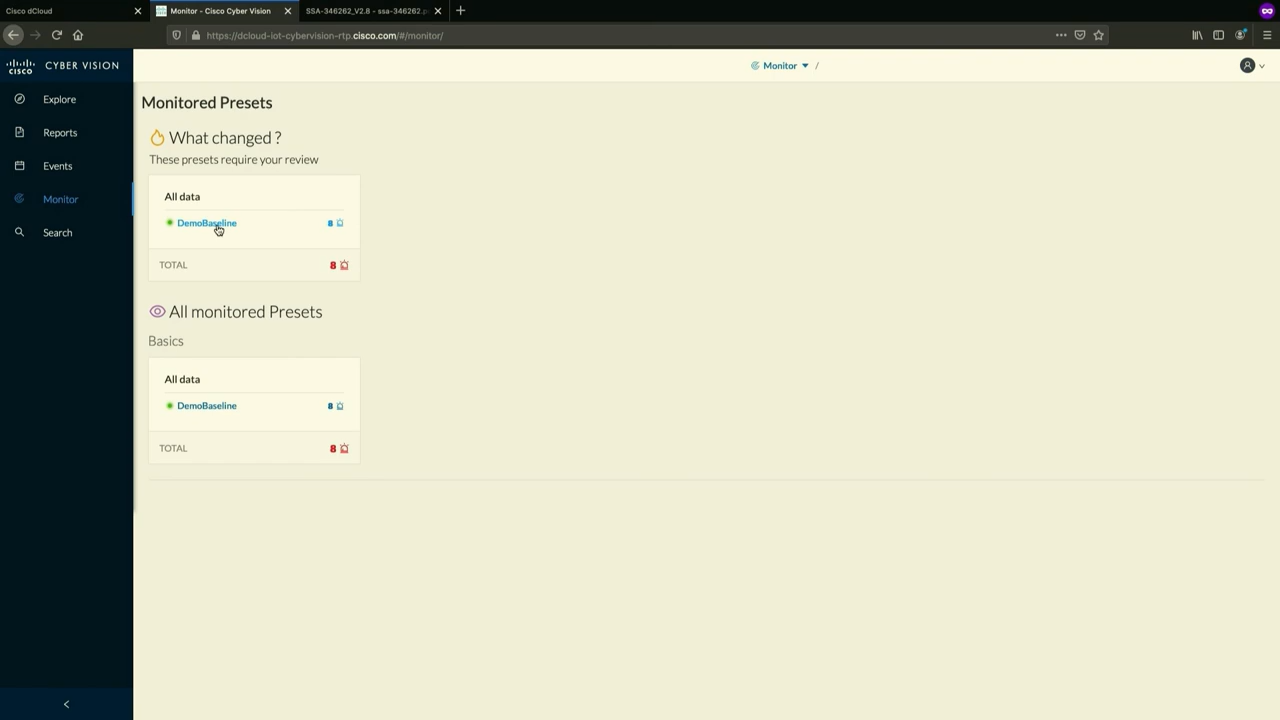 Cisco dCloud
Monitor - Cisco Cyber Vision
SSA-346262_V2.8 - ssa-346262.p
https://dcloud-iot-cybervision-rtp.cisco.com/#/monitor/
CISCO
CYBER VISION
Monitor /
Explore
Reports
Events
Monitor
Search
Monitored Presets
What changed ?
These presets require your review
All data
DemoBaseline 8
TOTAL 8
All monitored Presets
Basics
All data
DemoBaseline 8
TOTAL 8